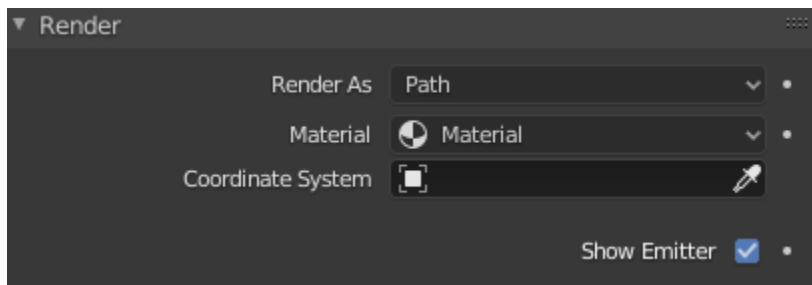 Render
Render As Path
Material Material
Coordinate System
Show Emitter